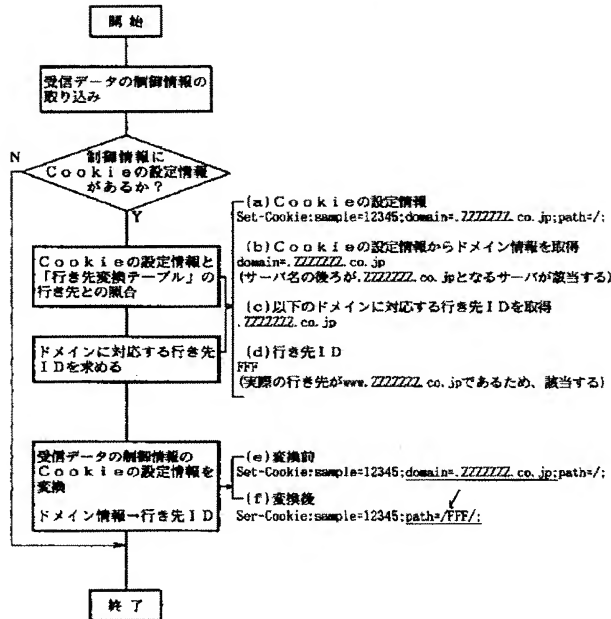 開 始
受信データの制御情報の
取り込み
N
制御情報に
Cookieの設定情報
があるか？
Y
(a)Cookieの設定情報
Set-Cookie:sample=12345;domain=.ZZZZZZZ.co.jp;path=/;
Cookieの設定情報と
「行き先変換テーブル」の
行き先との照合
(b)Cookieの設定情報からドメイン情報を取得
domain=.ZZZZZZZ.co.jp
(サーバ名の後ろが.ZZZZZZZ.co.jpとなるサーバが該当する)
(c)以下のドメインに対応する行き先IDを取得
.ZZZZZZZ.co.jp
ドメインに対応する行き先
IDを求める
(d)行き先ID
FFF
(実際の行き先がwww.ZZZZZZZ.co.jpであるため、該当する)
受信データの制御情報の
Cookieの設定情報を
変換
ドメイン情報→行き先ID
(e)変換前
Set-Cookie:sample=12345;domain=.ZZZZZZZ.co.jp;path=/;
(f)変換後
Ser-Cookie:sample=12345;path=/FFF/;
終 了